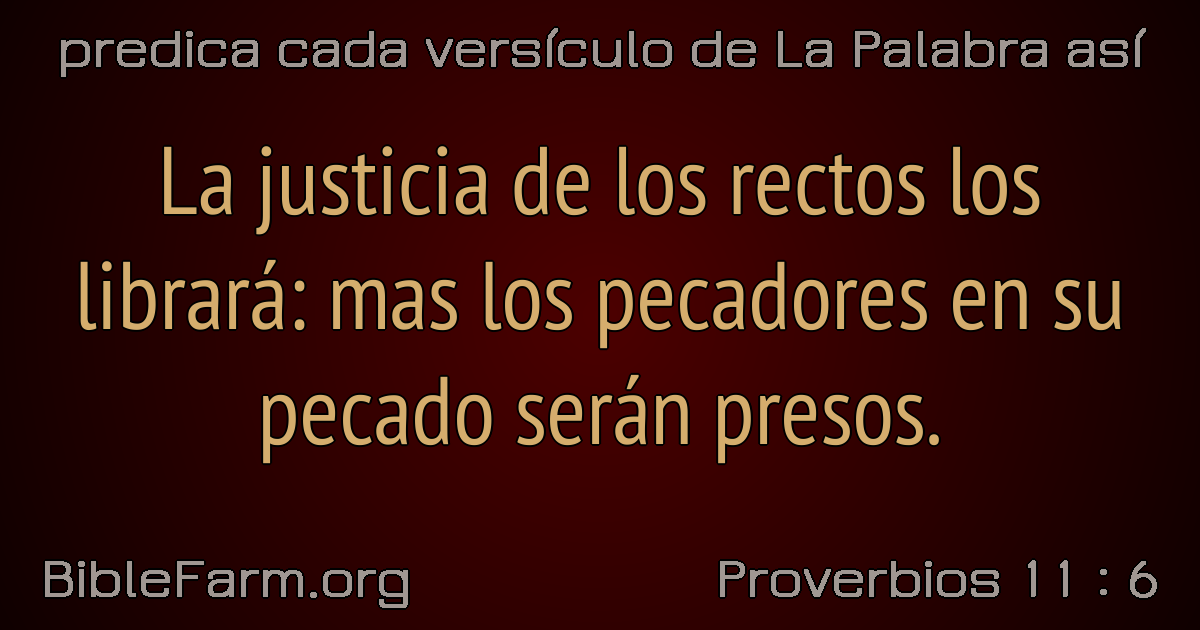 predica cada versículo de La Palabra así
La justicia de los rectos los
librará: mas los pecadores en su
pecado serán presos.
BibleFarm.org
Proverbios 11 : 6